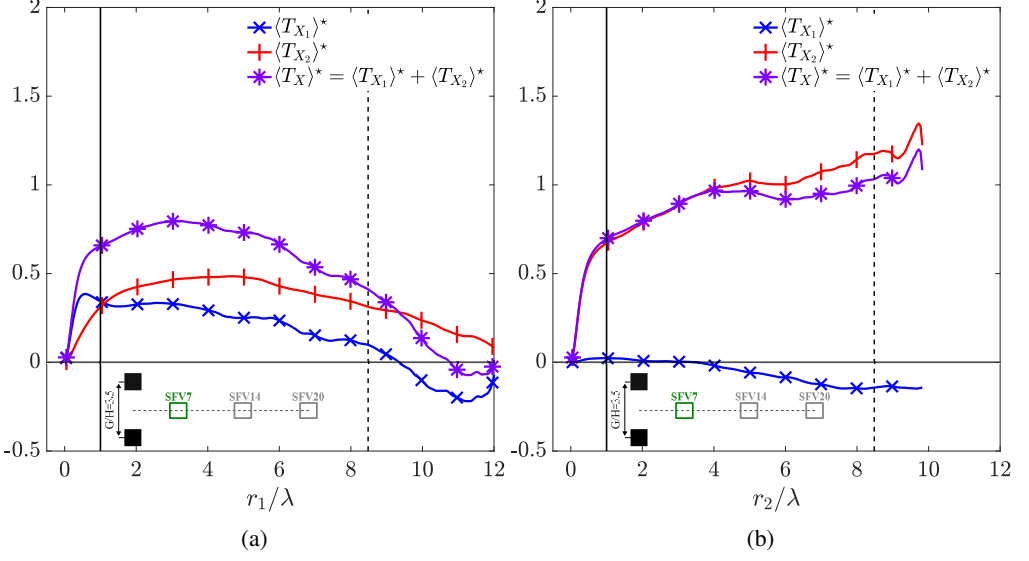 2
1
0.5
0
-0.5
⟨T_{X_1}⟩*
⟨T_{X_2}⟩*
⟨T_X⟩* = ⟨T_{X_1}⟩* + ⟨T_{X_2}⟩*
G/H=3.5
SFV7
SFV14
SFV20
0 2 4 6 8 10 12
r_1/λ
(a)
2
1.5
1
0.5
0
-0.5
⟨T_{X_1}⟩*
⟨T_{X_2}⟩*
⟨T_X⟩* = ⟨T_{X_1}⟩* + ⟨T_{X_2}⟩*
G/H=3.5
SFV7
SFV14
SFV20
0 2 4 6 8 10 12
r_2/λ
(b)